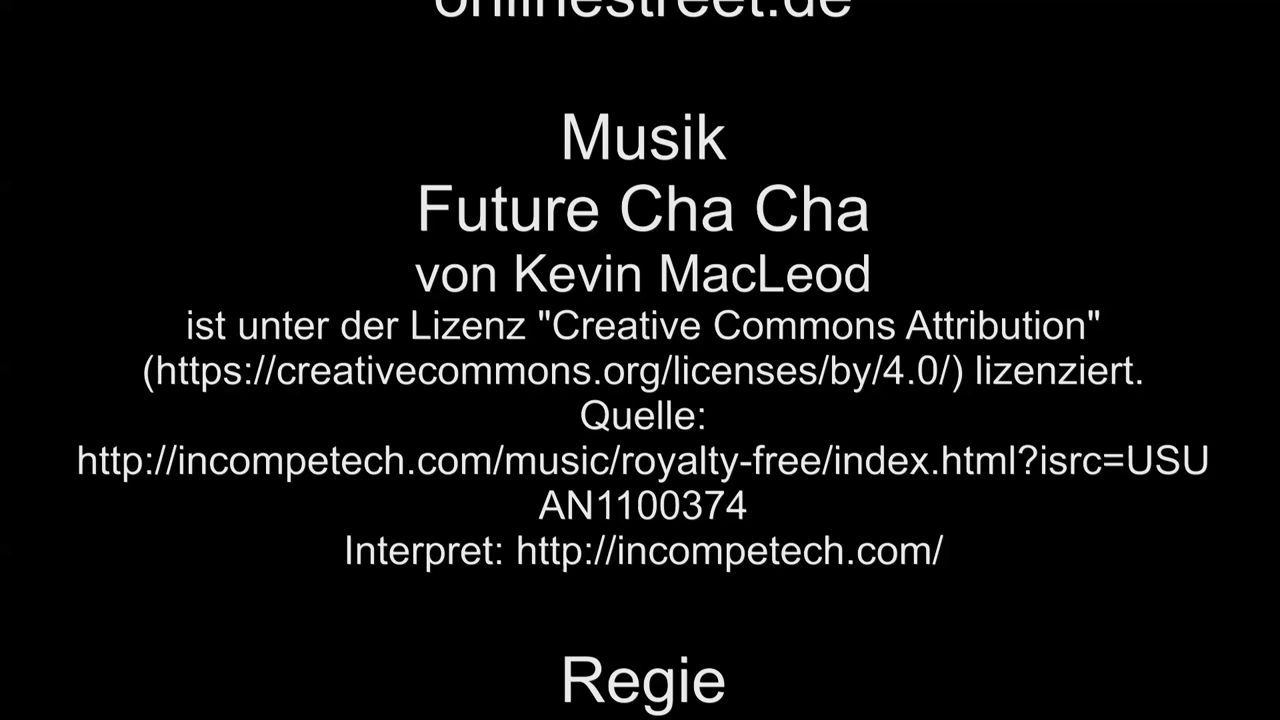 onlinestreet.de
Musik
Future Cha Cha
von Kevin MacLeod
ist unter der Lizenz "Creative Commons Attribution"
(https://creativecommons.org/licenses/by/4.0/) lizenziert.
Quelle:
http://incompetech.com/music/royalty-free/index.html?isrc=USU
AN1100374
Interpret: http://incompetech.com/
Regie